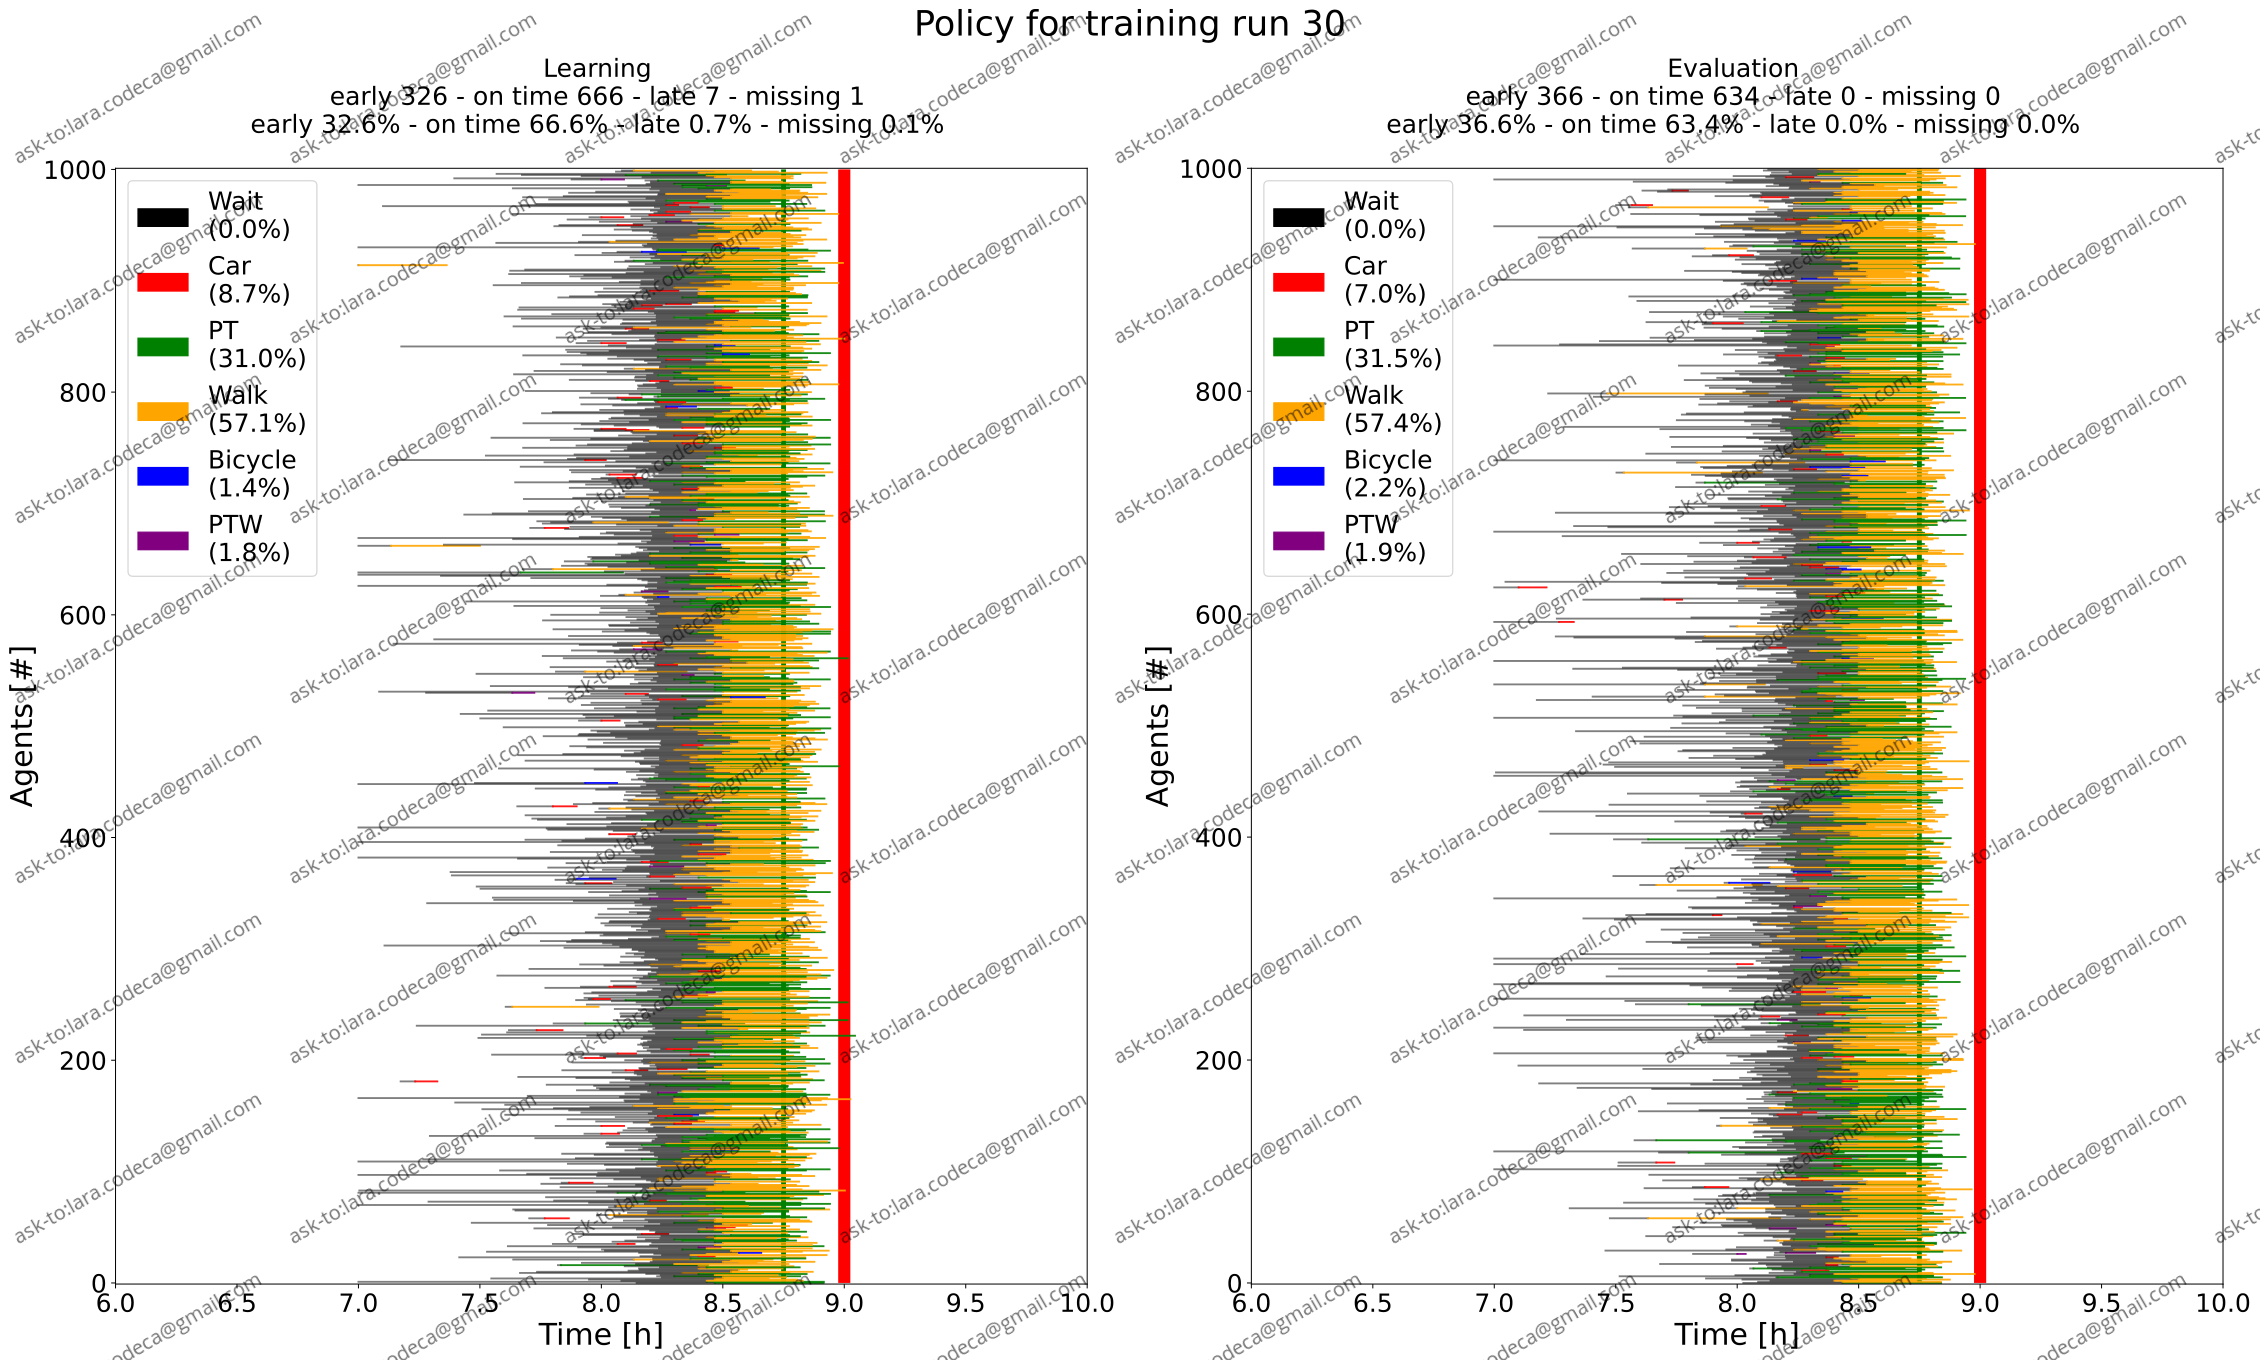 Policy for training run 30
Learning
early 326 - on time 666 - late 7 - missing 1
early 32.6% - on time 66.6% - late 0.7% - missing 0.1%
1000
800
600
400
200
0
Agents [#]
Wait
(0.0%)
Car
(8.7%)
PT
(31.0%)
Walk
(57.1%)
Bicycle
(1.4%)
PTW
(1.8%)
6.0 6.5 7.0 7.5 8.0 8.5 9.0 9.5 10.0
Time [h]
Evaluation
early 366 - on time 634 - late 0 - missing 0
early 36.6% - on time 63.4% - late 0.0% - missing 0.0%
1000
800
600
400
200
0
Agents [#]
Wait
(0.0%)
Car
(7.0%)
PT
(31.5%)
Walk
(57.4%)
Bicycle
(2.2%)
PTW
(1.9%)
6.0 6.5 7.0 7.5 8.0 8.5 9.0 9.5 10.0
Time [h]
ask-to:lara.codeca@gmail.com